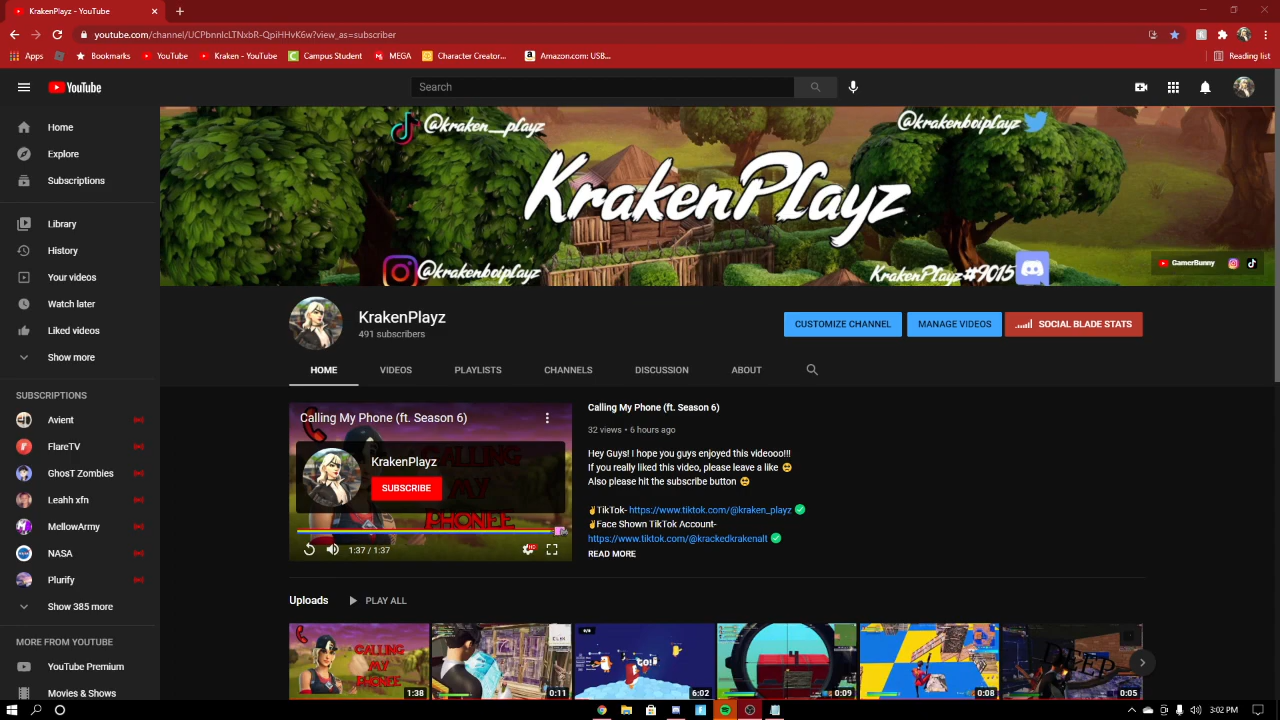 KrakenPlayz - YouTube
youtube.com/channel/UCPbnnIcLTNxbR-QpiHHvK6w?view_as=subscriber
Apps
Bookmarks
YouTube
Kraken - YouTube
Campus Student
MEGA
Character Creator...
Amazon.com: USB...
Reading list
YouTube
Search
Home
Explore
Subscriptions
Library
History
Your videos
Watch later
Liked videos
Show more
SUBSCRIPTIONS
Avient
FlareTV
GhosT Zombies
Leahh xfn
MellowArmy
NASA
Plurify
Show 385 more
MORE FROM YOUTUBE
YouTube Premium
Movies & Shows
@kraken__playz
@krakenboiplayz
KrakenPlayz
@krakenboiplayz
KrakenPlayz#9015
GamerBunny
KrakenPlayz
491 subscribers
CUSTOMIZE CHANNEL
MANAGE VIDEOS
SOCIAL BLADE STATS
HOME
VIDEOS
PLAYLISTS
CHANNELS
DISCUSSION
ABOUT
Calling My Phone (ft. Season 6)
CALLING
MY
PHONEE
KrakenPlayz
SUBSCRIBE
1:37 / 1:37
HD
Calling My Phone (ft. Season 6)
32 views • 6 hours ago
Hey Guys! I hope you guys enjoyed this videooo!!!
If you really liked this video, please leave a like 😃
Also please hit the subscribe button 😃
✌TikTok- https://www.tiktok.com/@kraken_playz ✅
✌Face Shown TikTok Account-
https://www.tiktok.com/@krackedkrakenalt ✅
READ MORE
Uploads
PLAY ALL
CALLING
MY
PHONEE
1:38
0:11
6:02
0:09
0:08
DEEP
0:05
3:02 PM